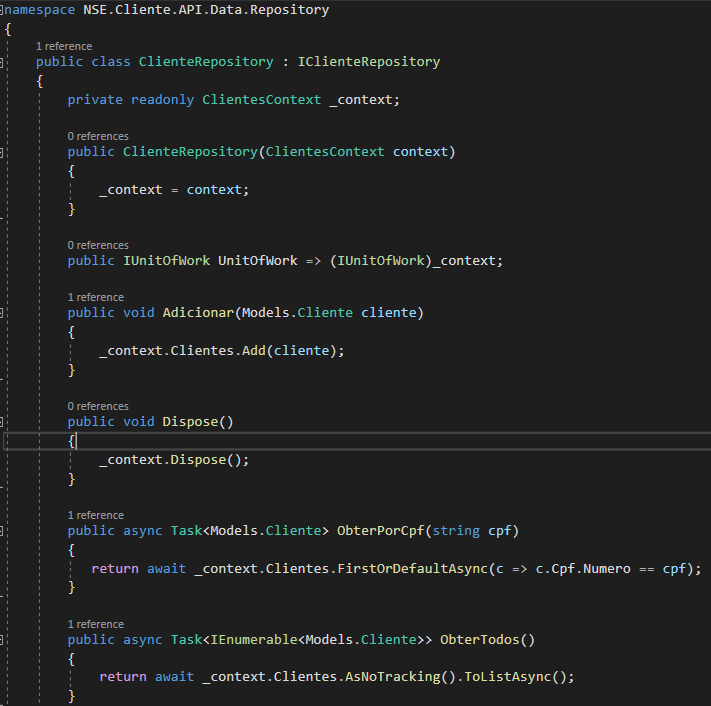 namespace NSE.Cliente.API.Data.Repository
{
1 reference
public class ClienteRepository : IClienteRepository
{
private readonly ClientesContext _context;
0 references
public ClienteRepository(ClientesContext context)
{
_context = context;
}
0 references
public IUnitOfWork UnitOfWork => (IUnitOfWork)_context;
1 reference
public void Adicionar(Models.Cliente cliente)
{
_context.Clientes.Add(cliente);
}
0 references
public void Dispose()
{
_context.Dispose();
}
1 reference
public async Task<Models.Cliente> ObterPorCpf(string cpf)
{
return await _context.Clientes.FirstOrDefaultAsync(c => c.Cpf.Numero == cpf);
}
1 reference
public async Task<IEnumerable<Models.Cliente>> ObterTodos()
{
return await _context.Clientes.AsNoTracking().ToListAsync();
}